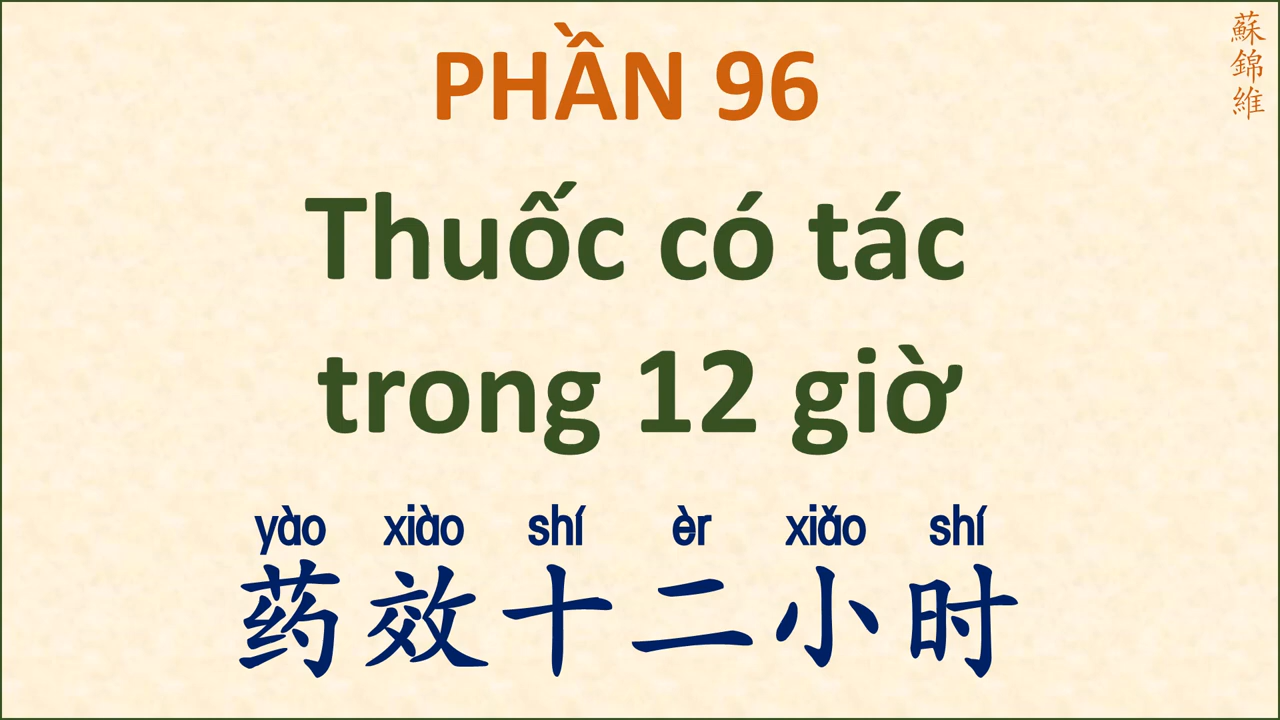 PHẦN 96
Thuốc có tác
trong 12 giờ
yào xiào shí èr xiǎo shí
药效十二小时
蘇錦維